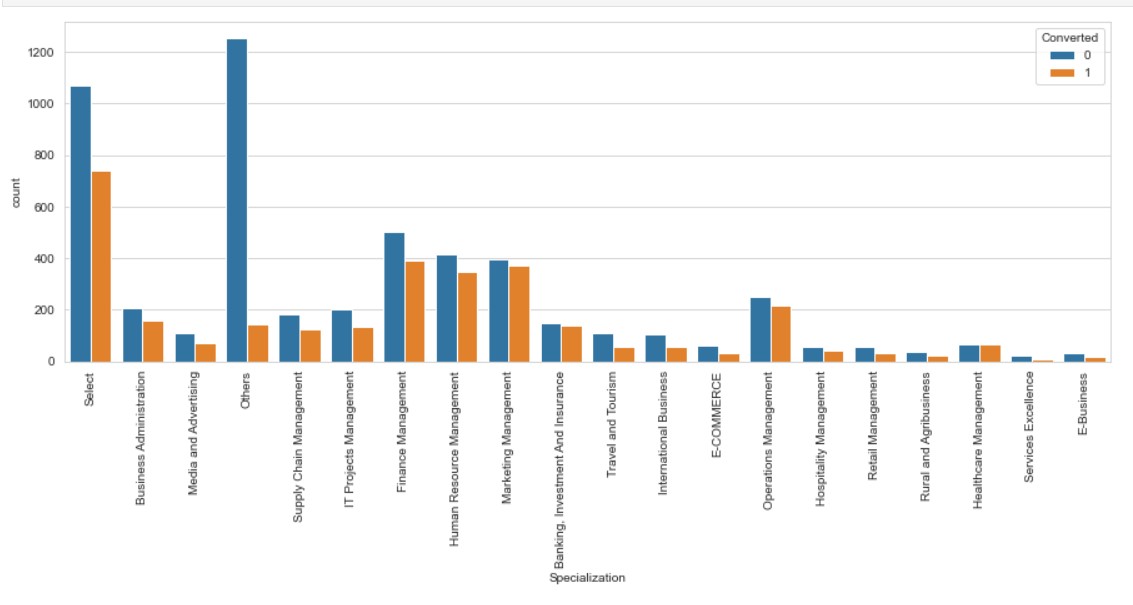 Converted
0
1
1200
1000
800
600
400
200
0
count
Select
Business Administration
Media and Advertising
Others
Supply Chain Management
IT Projects Management
Finance Management
Human Resource Management
Marketing Management
Banking, Investment And Insurance
Travel and Tourism
International Business
E-COMMERCE
Operations Management
Hospitality Management
Retail Management
Rural and Agribusiness
Healthcare Management
Services Excellence
E-Business
Specialization